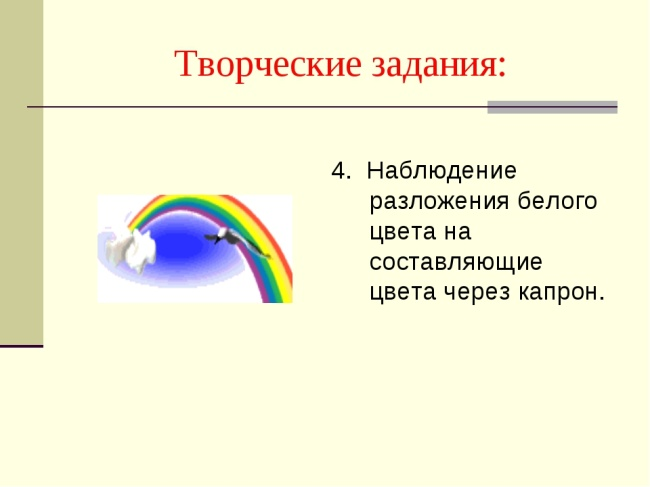 Творческие задания:
4. Наблюдение
разложения белого
цвета на
составляющие
цвета через капрон.